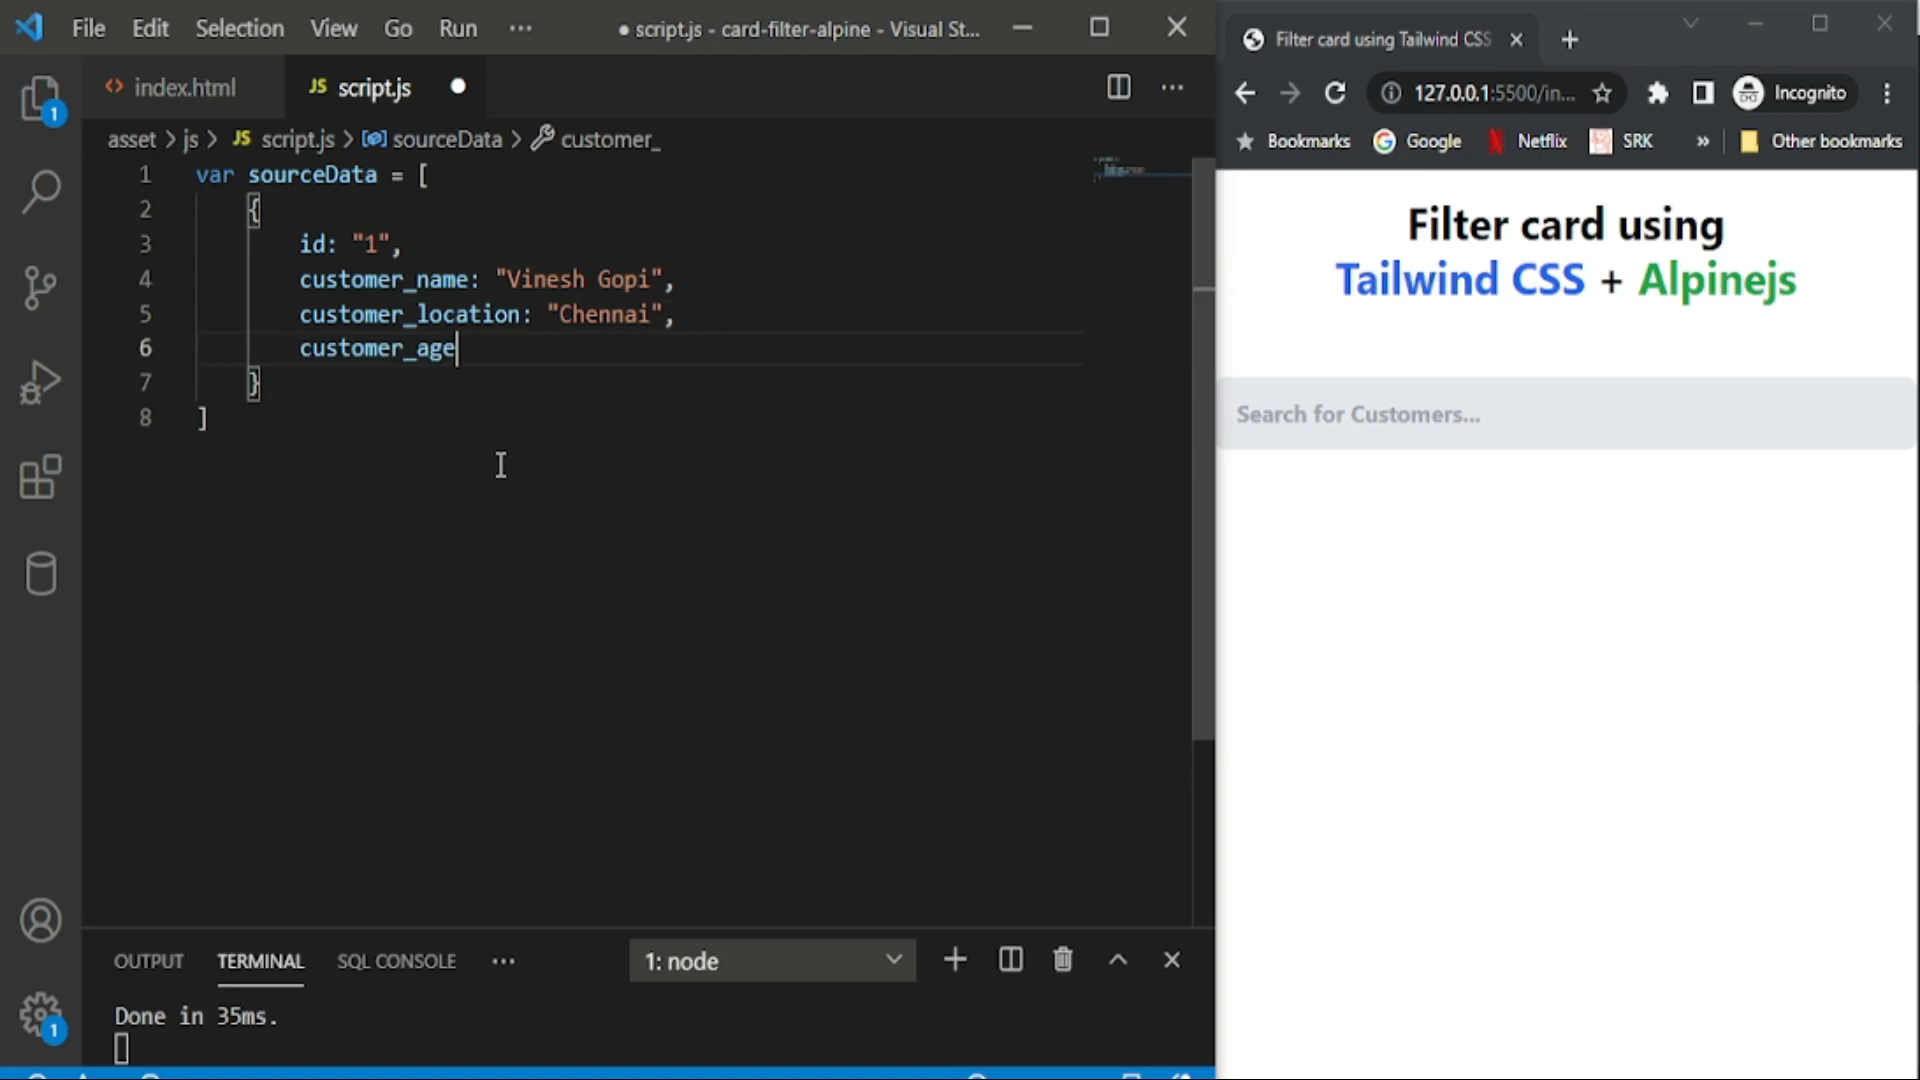 File Edit Selection View Go Run ··· ● script.js - card-filter-alpine - Visual St...
index.html JS script.js ●
asset > js > JS script.js > sourceData > customer_
1 var sourceData = [
2 {
3 id: "1",
4 customer_name: "Vinesh Gopi",
5 customer_location: "Chennai",
6 customer_age
7 }
8 ]
1
OUTPUT TERMINAL SQL CONSOLE ··· 1: node
Done in 35ms.
1
Filter card using Tailwind CSS
127.0.0.1:5500/in... Incognito
Bookmarks Google Netflix SRK » Other bookmarks
Filter card using
Tailwind CSS + Alpinejs
Search for Customers...